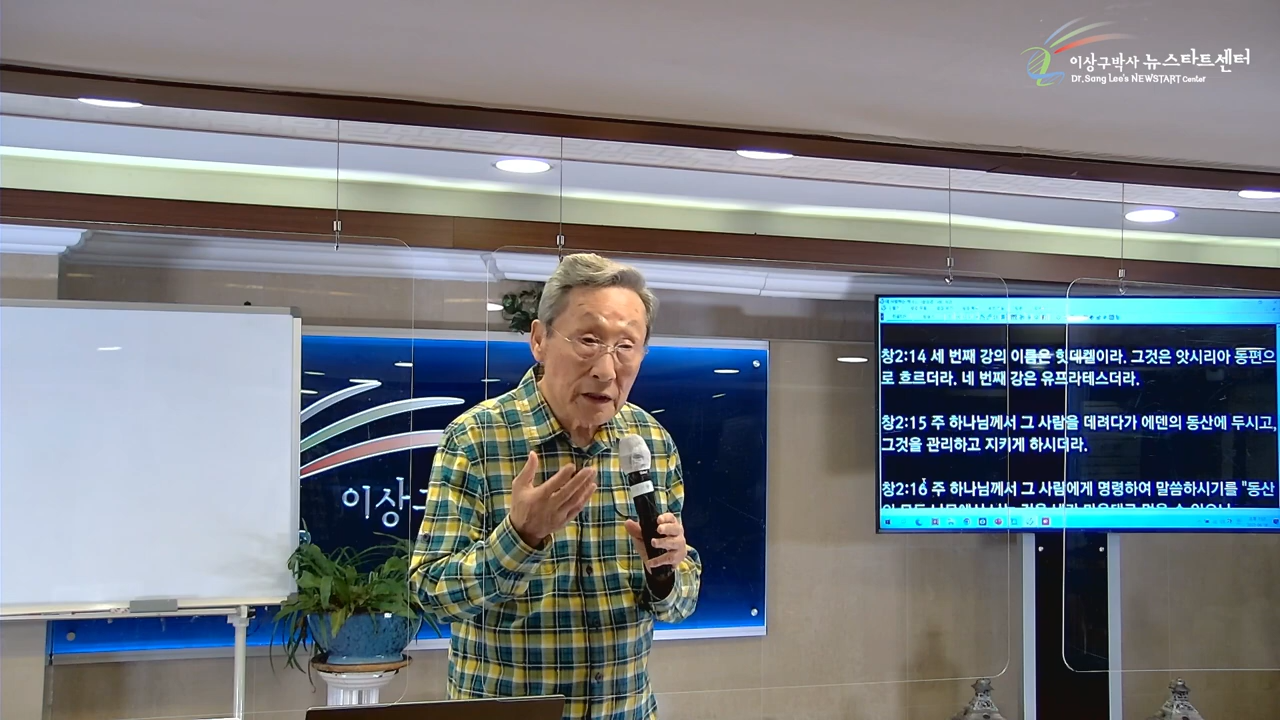 이상구박사 뉴스타트센터
Dr. Sang Lee's NEWSTART Center
이상
창2:14 세 번째 강의 이름은 힛데켈이라. 그것은 앗시리아 동편으
로 흐르더라. 네 번째 강은 유프라테스더라.
창2:15 주 하나님께서 그 사람을 데려다가 에덴의 동산에 두시고,
그것을 관리하고 지키게 하시더라.
창2:16 주 하나님께서 그 사람에게 명령하여 말씀하시기를 "동산